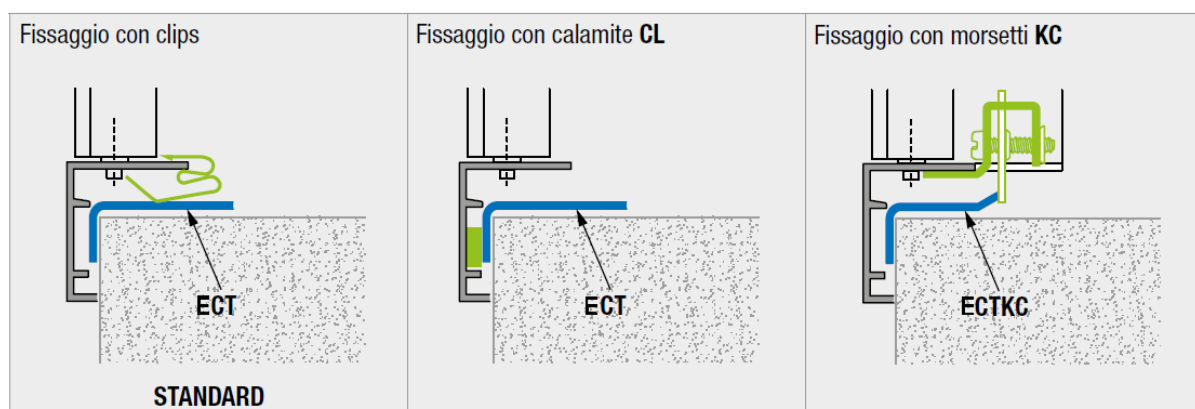 Fissaggio con clips
ECT
STANDARD
Fissaggio con calamite CL
ECT
Fissaggio con morsetti KC
ECTKC